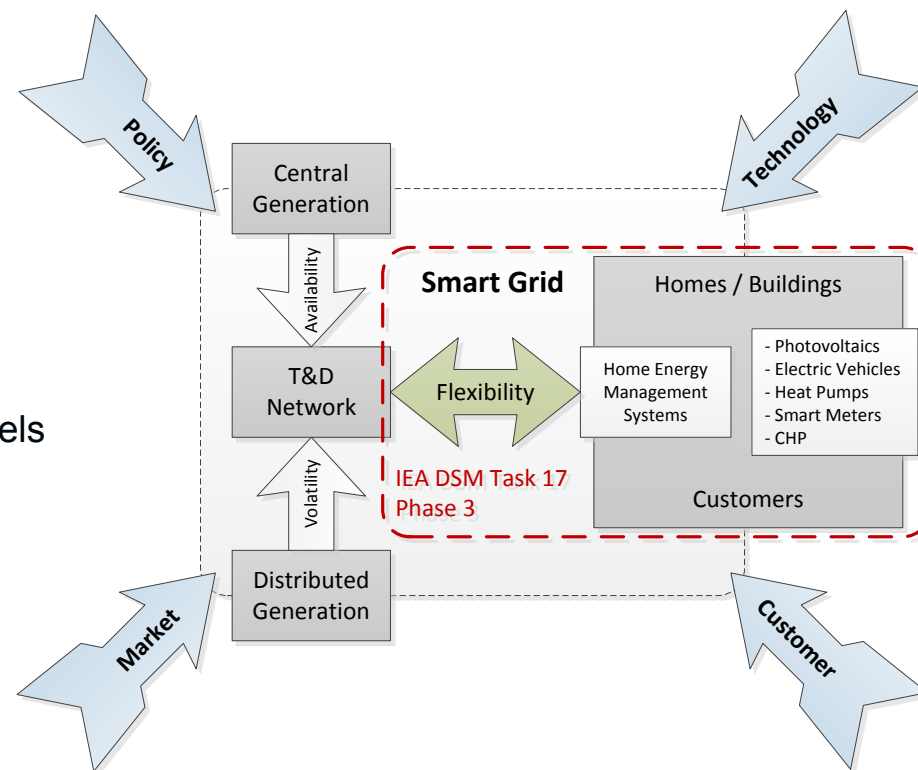 Policy
Technology
Central
Generation
Availability
Smart Grid
Homes / Buildings
T&D
Network
Flexibility
Home Energy
Management
Systems
- Photovoltaics
- Electric Vehicles
- Heat Pumps
- Smart Meters
- CHP
els
IEA DSM Task 17
Phase 3
Customers
Volatility
Distributed
Generation
Market
Customer